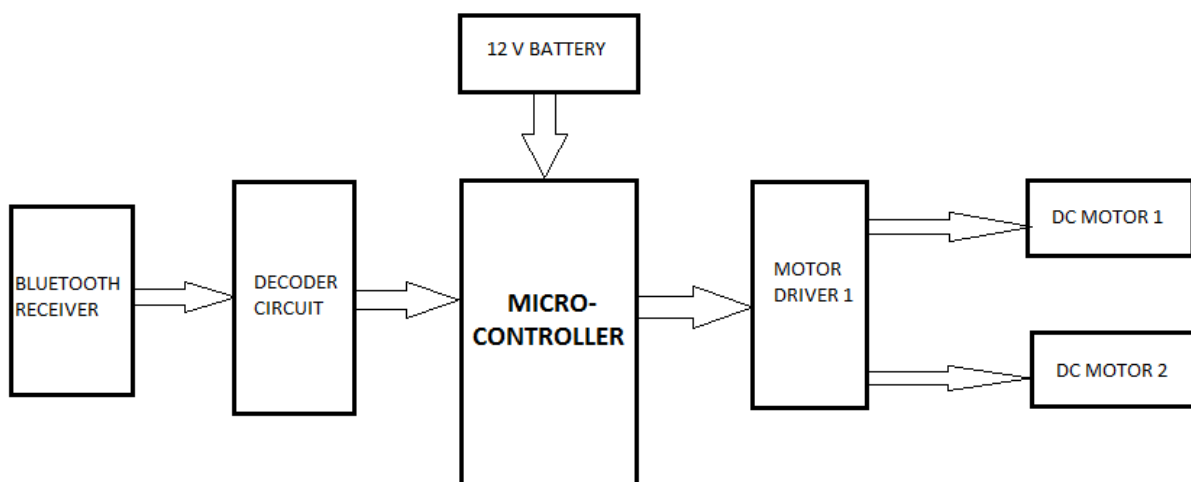 12 V BATTERY
BLUETOOTH
RECEIVER
DECODER
CIRCUIT
MICRO-
CONTROLLER
MOTOR
DRIVER 1
DC MOTOR 1
DC MOTOR 2